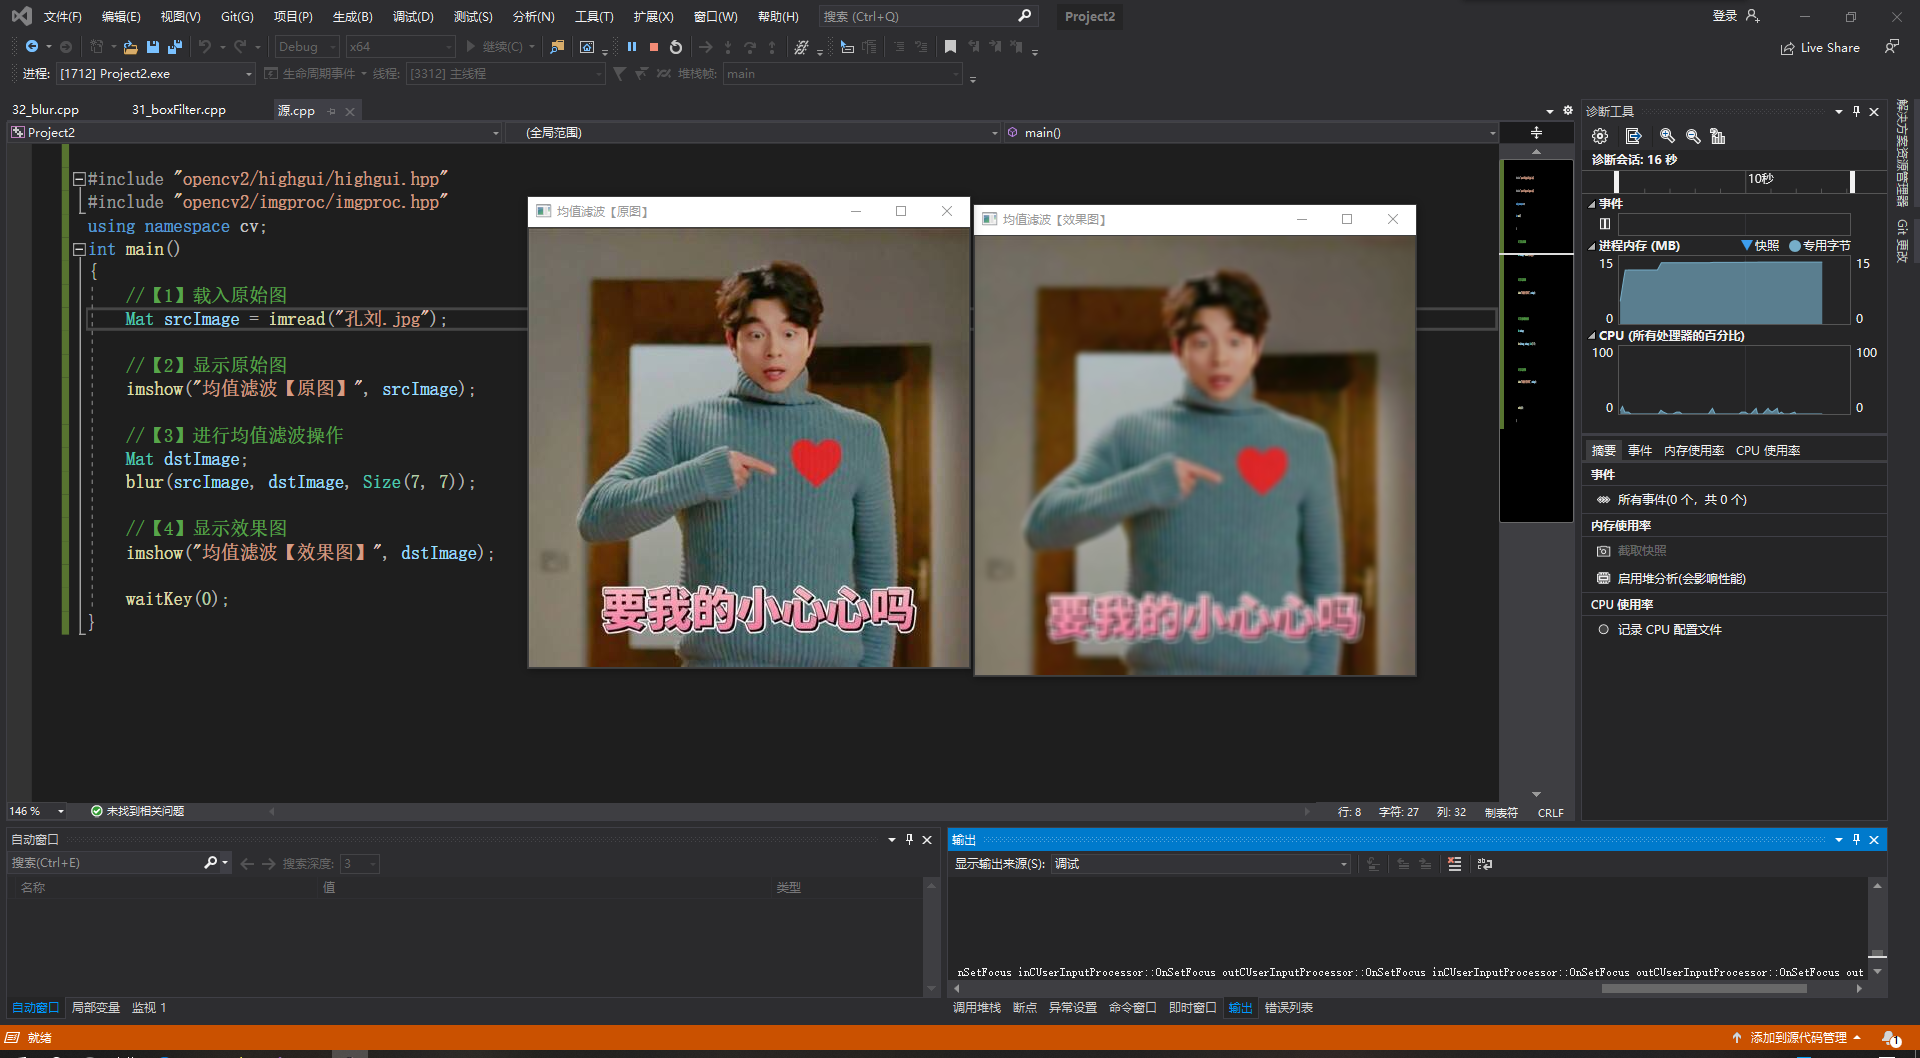 文件(F) 编辑(E) 视图(V) Git(G) 项目(P) 生成(B) 调试(D) 测试(S) 分析(N) 工具(T) 扩展(X) 窗口(W) 帮助(H) 搜索 (Ctrl+Q) Project2 登录
Debug x64 继续(C) Live Share
进程: [1712] Project2.exe 生命周期事件 线程: [3312] 主线程 堆栈帧: main
32_blur.cpp 31_boxFilter.cpp 源.cpp
Project2 (全局范围) main()
#include "opencv2/highgui/highgui.hpp"
#include "opencv2/imgproc/imgproc.hpp"
using namespace cv;
int main()
{
//【1】载入原始图
Mat srcImage = imread("孔刘.jpg");
//【2】显示原始图
imshow("均值滤波【原图】", srcImage);
//【3】进行均值滤波操作
Mat dstImage;
blur(srcImage, dstImage, Size(7, 7));
//【4】显示效果图
imshow("均值滤波【效果图】", dstImage);
waitKey(0);
}
均值滤波【原图】
要我的小心心吗
均值滤波【效果图】
要我的小心心吗
诊断工具
诊断会话: 16 秒
10秒
事件
进程内存 (MB) 快照 专用字节
15 15
0 0
CPU (所有处理器的百分比)
100 100
0 0
摘要 事件 内存使用率 CPU 使用率
事件
所有事件(0 个，共 0 个)
内存使用率
截取快照
启用堆分析(会影响性能)
CPU 使用率
记录 CPU 配置文件
解决方案资源管理器
Git 更改
146 % 未找到相关问题 行: 8 字符: 27 列: 32 制表符 CRLF
自动窗口
搜索(Ctrl+E) 搜索深度: 3
名称 值 类型
自动窗口 局部变量 监视 1
输出
显示输出来源(S): 调试
nSetFocus inCUserInputProcessor::OnSetFocus outCUserInputProcessor::OnSetFocus inCUserInputProcessor::OnSetFocus outCUserInputProcessor::OnSetFocus out
调用堆栈 断点 异常设置 命令窗口 即时窗口 输出 错误列表
就绪 添加到源代码管理 1